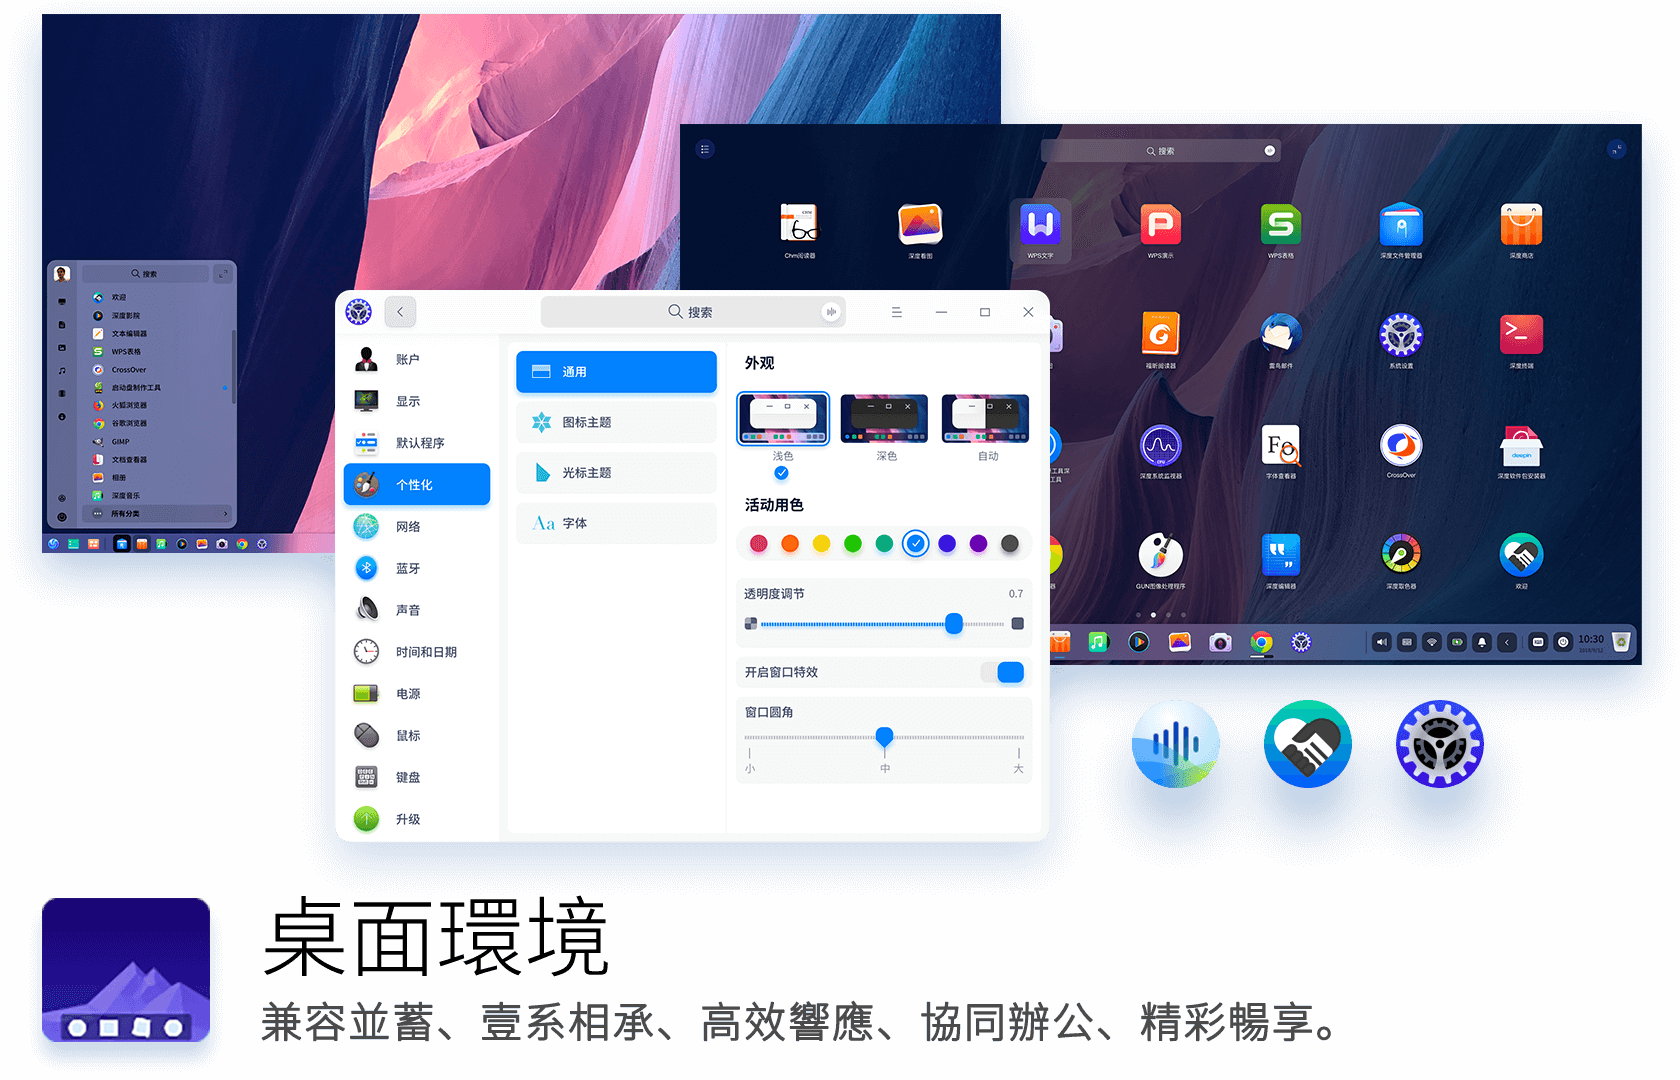 搜索
欢迎
深度影院
文本编辑器
WPS表格
CrossOver
启动盘制作工具
火狐浏览器
谷歌浏览器
GIMP
文档查看器
相册
深度音乐
所有分类
搜索
Chm阅读器
深度看图
WPS文字
WPS演示
WPS表格
深度文件管理器
深度商店
福昕阅读器
雷鸟邮件
系统设置
深度终端
深度系统监视器
字体查看器
CrossOver
deepin
深度软件包安装器
GUN图像处理程序
深度编辑器
深度取色器
欢迎
10:30
搜索
账户
显示
默认程序
个性化
网络
蓝牙
声音
时间和日期
电源
鼠标
键盘
升级
通用
图标主题
光标主题
Aa 字体
外观
浅色
深色
自动
活动用色
透明度调节
0.7
开启窗口特效
窗口圆角
小
中
大
桌面環境
兼容並蓄、壹系相承、高效響應、協同辦公、精彩暢享。